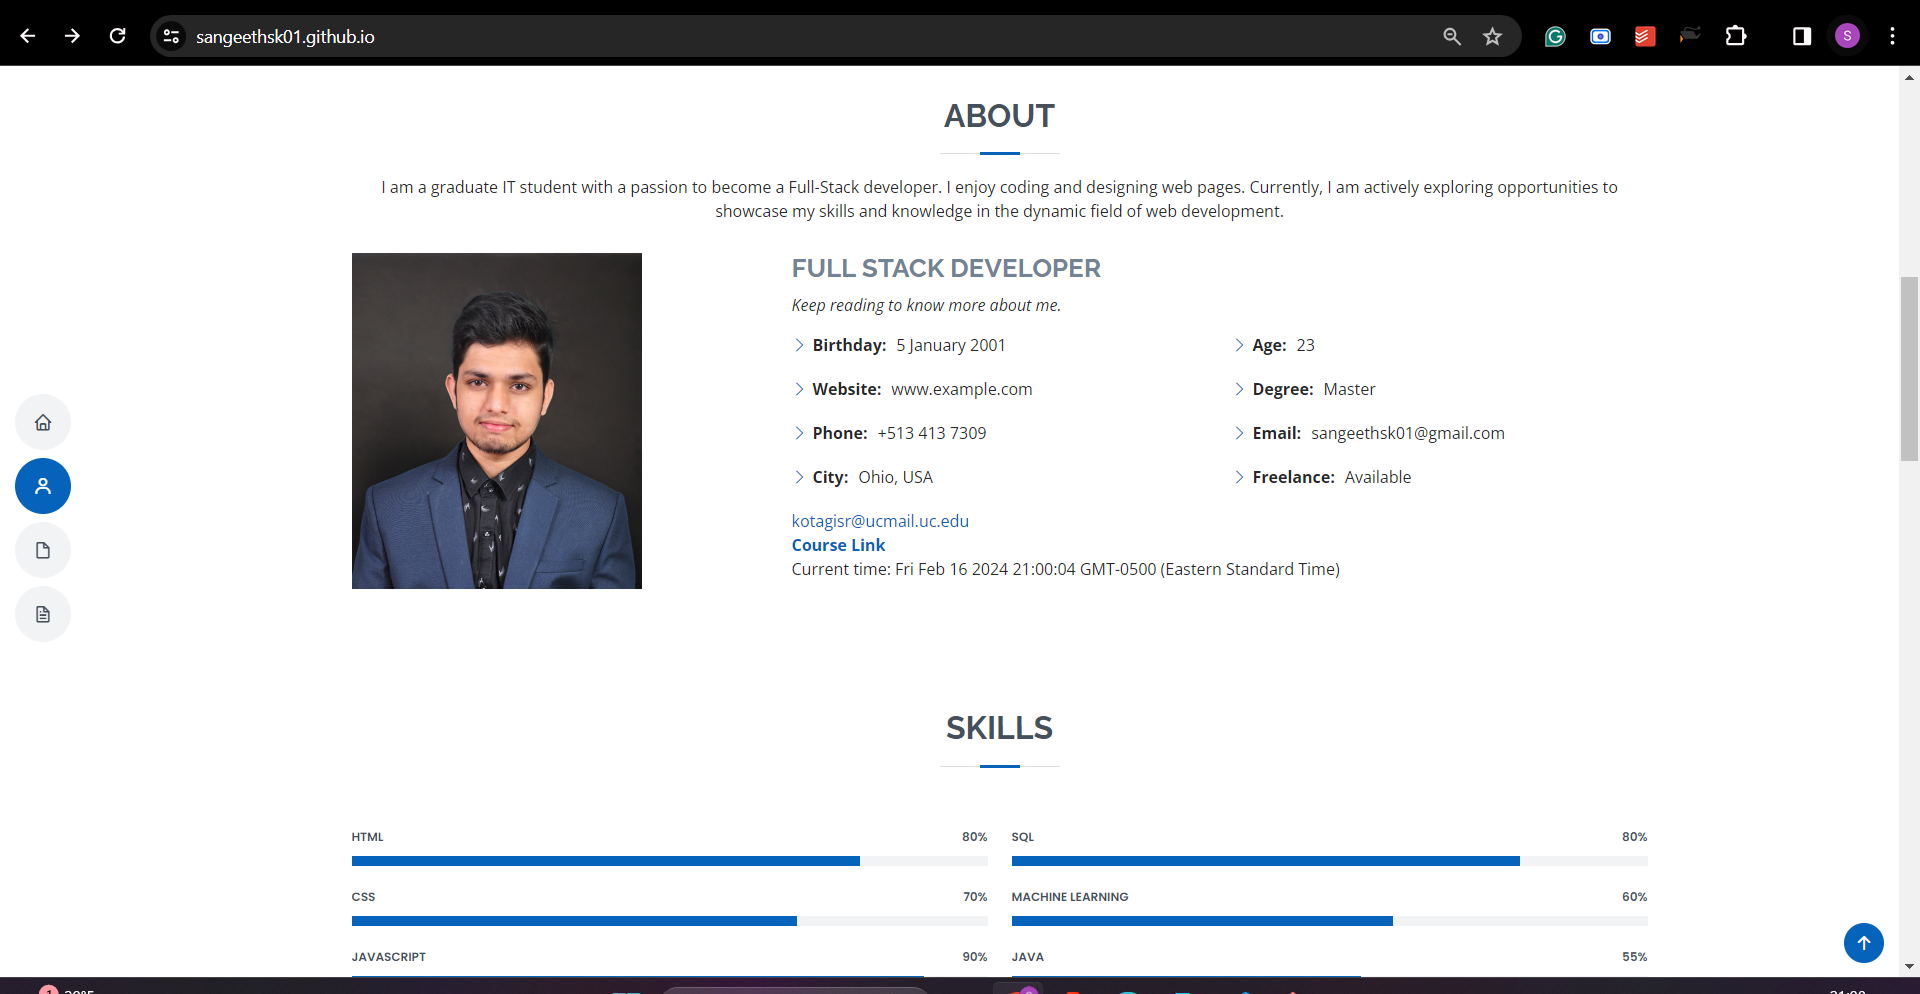 sangeethsk01.github.io
S
ABOUT
I am a graduate IT student with a passion to become a Full-Stack developer. I enjoy coding and designing web pages. Currently, I am actively exploring opportunities to
showcase my skills and knowledge in the dynamic field of web development.
FULL STACK DEVELOPER
Keep reading to know more about me.
Birthday: 5 January 2001
Age: 23
Website: www.example.com
Degree: Master
Phone: +513 413 7309
Email: sangeethsk01@gmail.com
City: Ohio, USA
Freelance: Available
kotagisr@ucmail.uc.edu
Course Link
Current time: Fri Feb 16 2024 21:00:04 GMT-0500 (Eastern Standard Time)
SKILLS
HTML 80%
SQL 80%
CSS 70%
MACHINE LEARNING 60%
JAVASCRIPT 90%
JAVA 55%